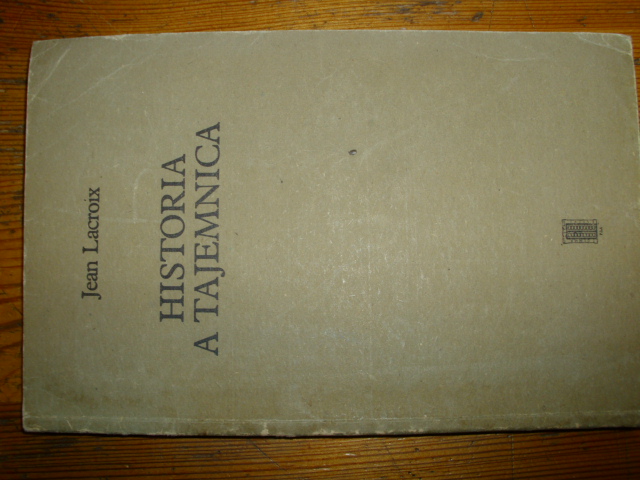 Jean Lacroix
HISTORIA
A TAJEMNICA